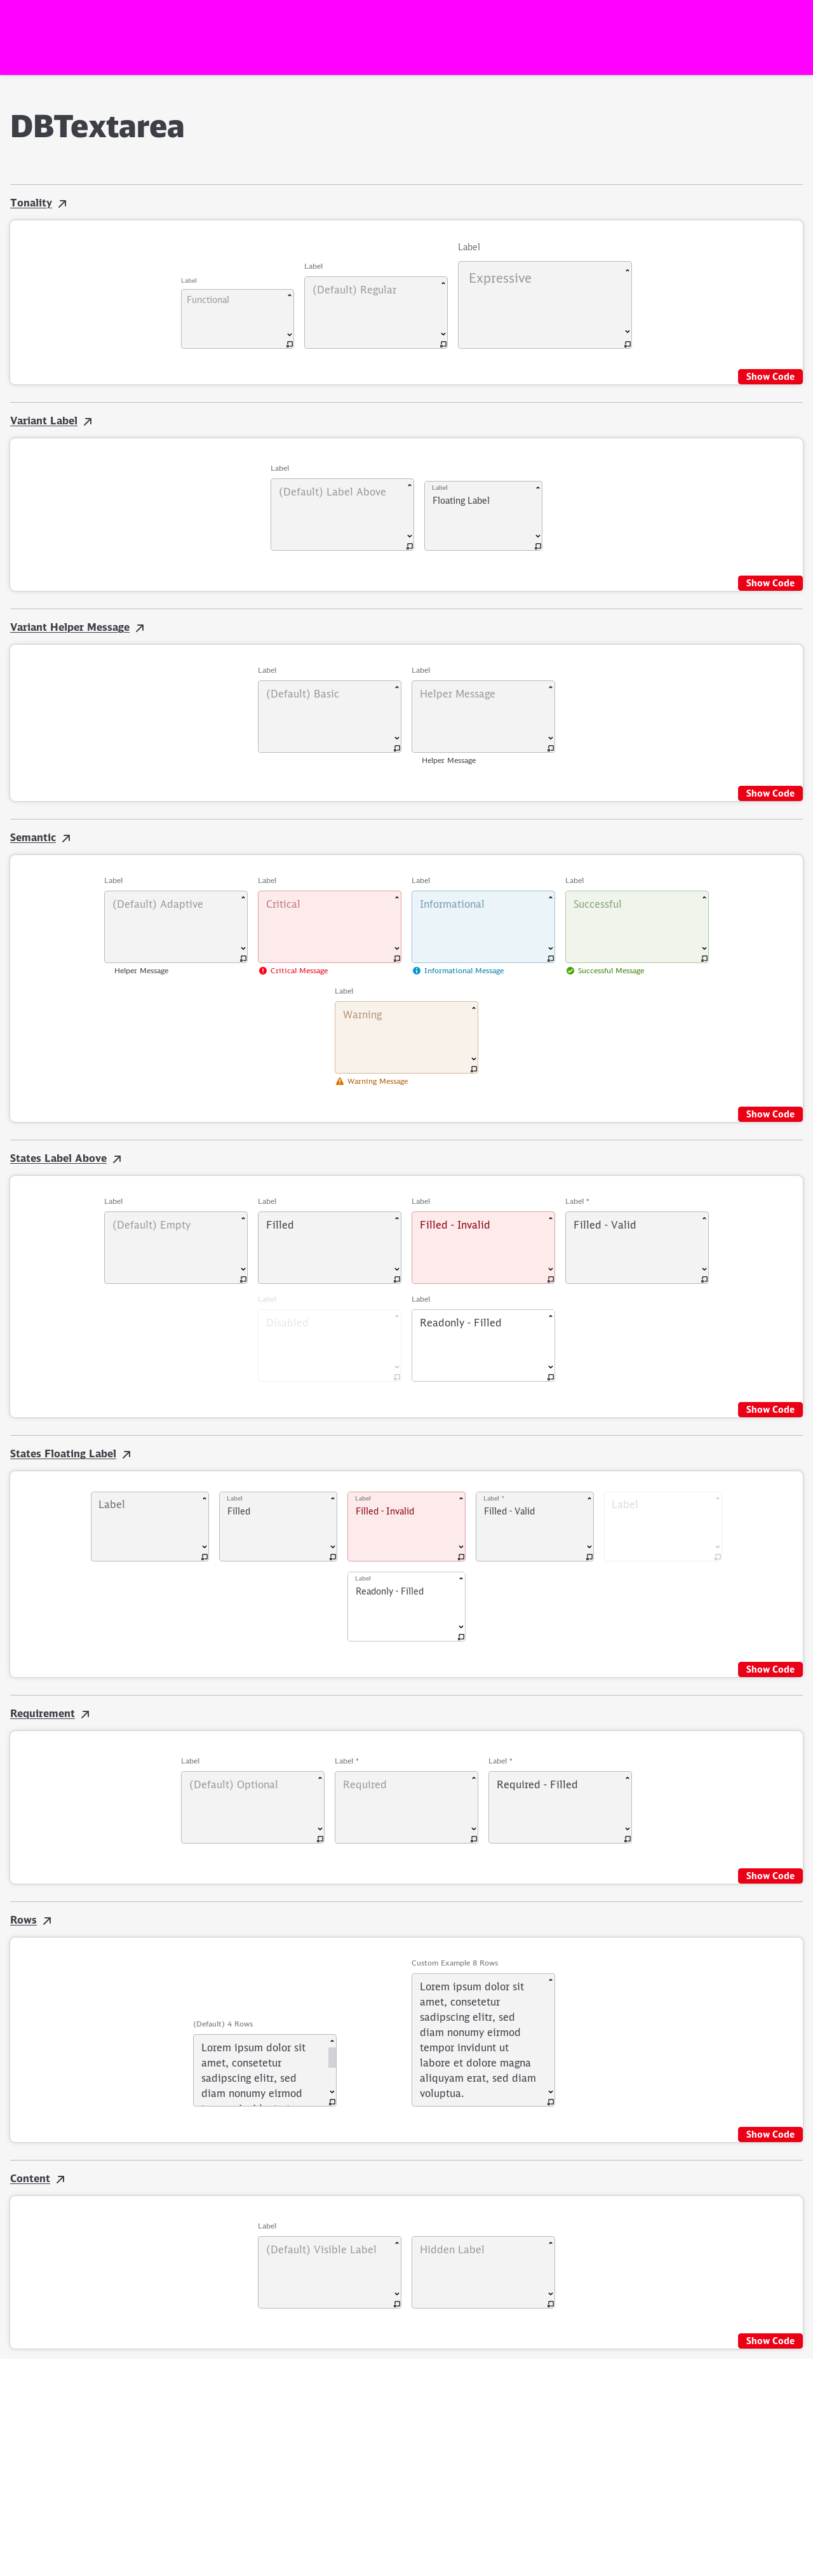 DBTextarea
Tonality
Label
Label
Label
Functional
(Default) Regular
Expressive
Show Code
Variant Label
Label
(Default) Label Above
Label
Floating Label
Show Code
Variant Helper Message
Label
Label
(Default) Basic
Helper Message
Helper Message
Show Code
Semantic
Label
Label
Label
Label
(Default) Adaptive
Critical
Informational
Successful
Helper Message
Critical Message
Informational Message
Successful Message
Label
Warning
Warning Message
Show Code
States Label Above
Label
Label
Label
Label *
(Default) Empty
Filled
Filled - Invalid
Filled - Valid
Label
Label
Disabled
Readonly - Filled
Show Code
States Floating Label
Label
Label
Filled
Label
Filled - Invalid
Label *
Filled - Valid
Label
Label
Readonly - Filled
Show Code
Requirement
Label
Label *
Label *
(Default) Optional
Required
Required - Filled
Show Code
Rows
(Default) 4 Rows
Lorem ipsum dolor sit
amet, consetetur
sadipscing elitr, sed
diam nonumy eirmod
Custom Example 8 Rows
Lorem ipsum dolor sit
amet, consetetur
sadipscing elitr, sed
diam nonumy eirmod
tempor invidunt ut
labore et dolore magna
aliquyam erat, sed diam
voluptua.
Show Code
Content
Label
(Default) Visible Label
Hidden Label
Show Code